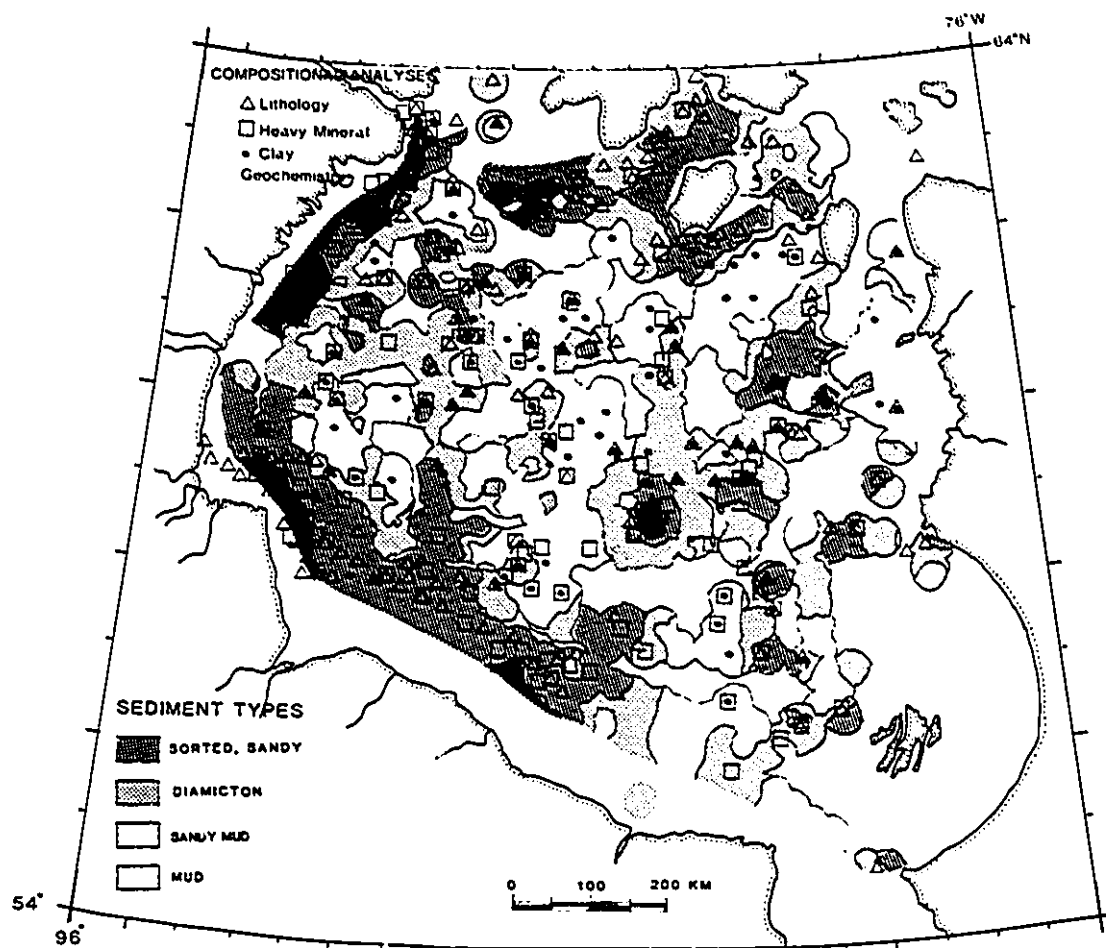 76°W
64°N
COMPOSITIONAL ANALYSES
Lithology
Heavy Mineral
Clay
Geochemistry
SEDIMENT TYPES
SORTED, SANDY
DIAMICTON
SANDY MUD
MUD
0 100 200 KM
54°
96°